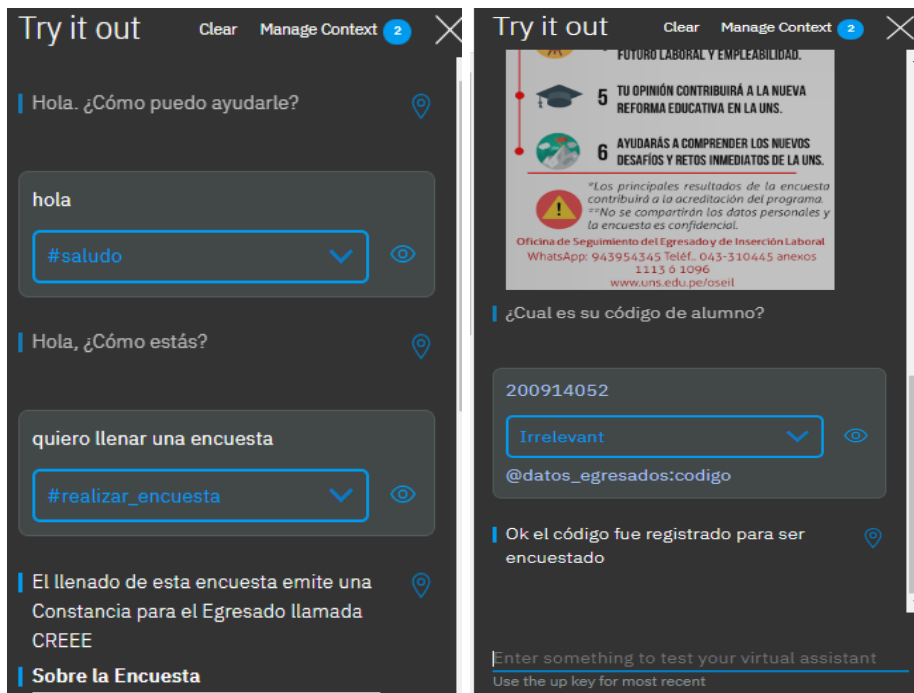 Try it out Clear Manage Context 2
Hola. ¿Cómo puedo ayudarle?
hola
#saludo
Hola, ¿Cómo estás?
quiero llenar una encuesta
#realizar_encuesta
El llenado de esta encuesta emite una
Constancia para el Egresado llamada
CREEE
Sobre la Encuesta
Try it out Clear Manage Context 2
FUTURO LABORAL Y EMPLEABILIDAD.
5 TU OPINIÓN CONTRIBUIRÁ A LA NUEVA
REFORMA EDUCATIVA EN LA UNS.
6 AYUDARÁS A COMPRENDER LOS NUEVOS
DESAFÍOS Y RETOS INMEDIATOS DE LA UNS.
*Los principales resultados de la encuesta
contribuirá a la acreditación del programa.
**No se compartirán los datos personales y
la encuesta es confidencial.
Oficina de Seguimiento del Egresado y de Inserción Laboral
WhatsApp: 943954345 Teléf.. 043-310445 anexos
1113 ó 1096
www.uns.edu.pe/oseil
¿Cual es su código de alumno?
200914052
Irrelevant
@datos_egresados:codigo
Ok el código fue registrado para ser
encuestado
Enter something to test your virtual assistant
Use the up key for most recent